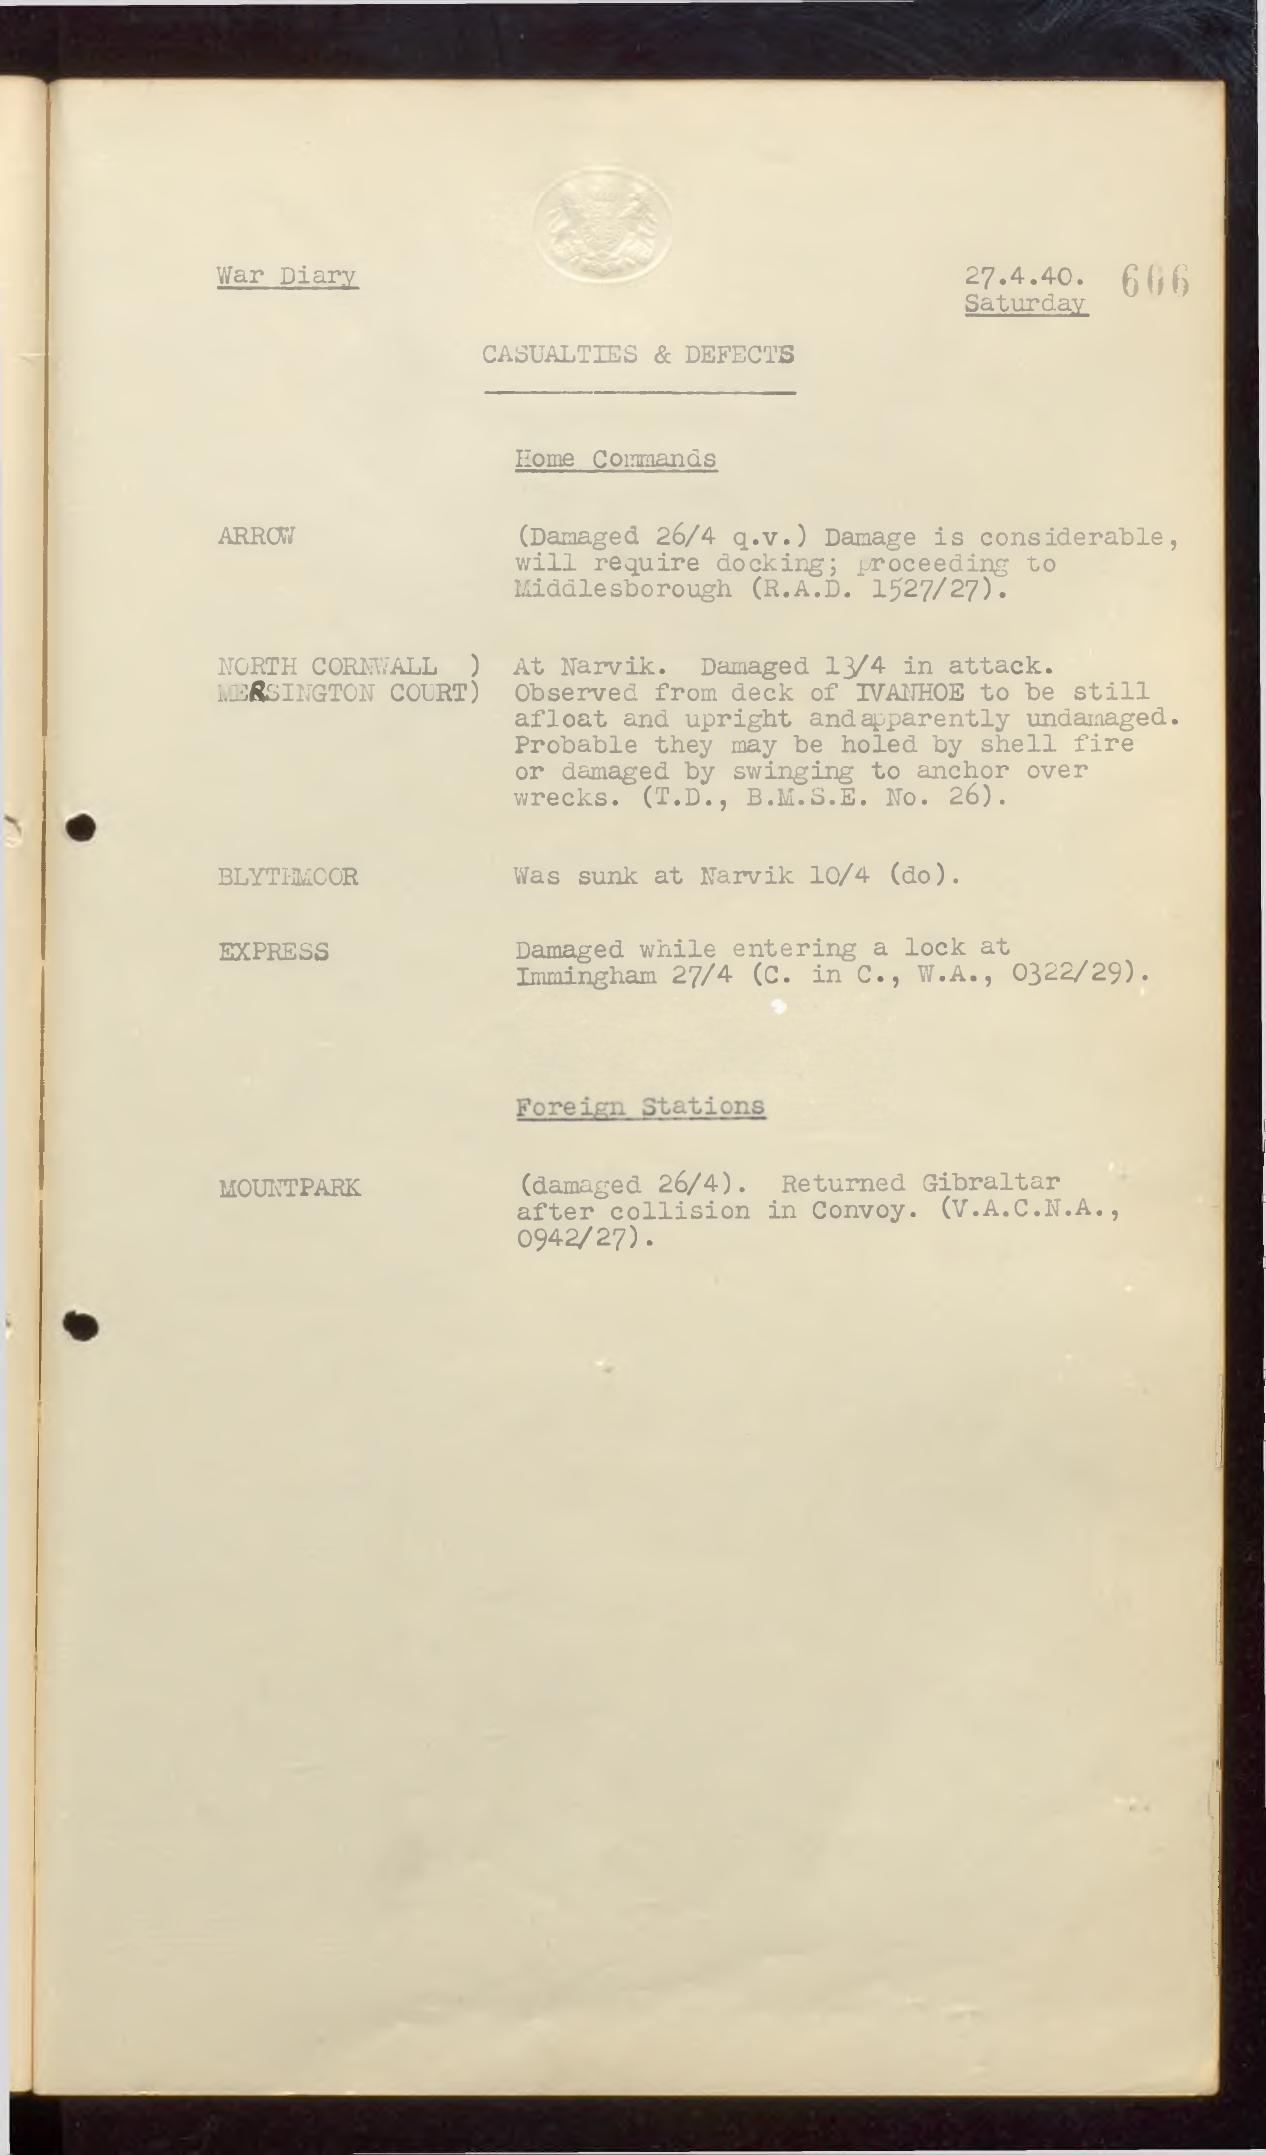 War Diary
27.4.40. 606
Saturday
CASUALTIES & DEFECTS
Home Commands
ARROW (Damaged 26/4 q.v.) Damage is considerable,
will require docking; proceeding to
Middlesborough (R.A.D. 1527/27).
NORTH CORNWALL ) At Narvik. Damaged 13/4 in attack.
MERSINGTON COURT) Observed from deck of IVANHOE to be still
afloat and upright and apparently undamaged.
Probable they may be holed by shell fire
or damaged by swinging to anchor over
wrecks. (T.D., B.M.S.E. No. 26).
BLYTHMOOR Was sunk at Narvik 10/4 (do).
EXPRESS Damaged while entering a lock at
Immingham 27/4 (C. in C., W.A., 0322/29).
Foreign Stations
MOUNTPARK (damaged 26/4). Returned Gibraltar
after collision in Convoy. (V.A.C.N.A.,
0942/27).